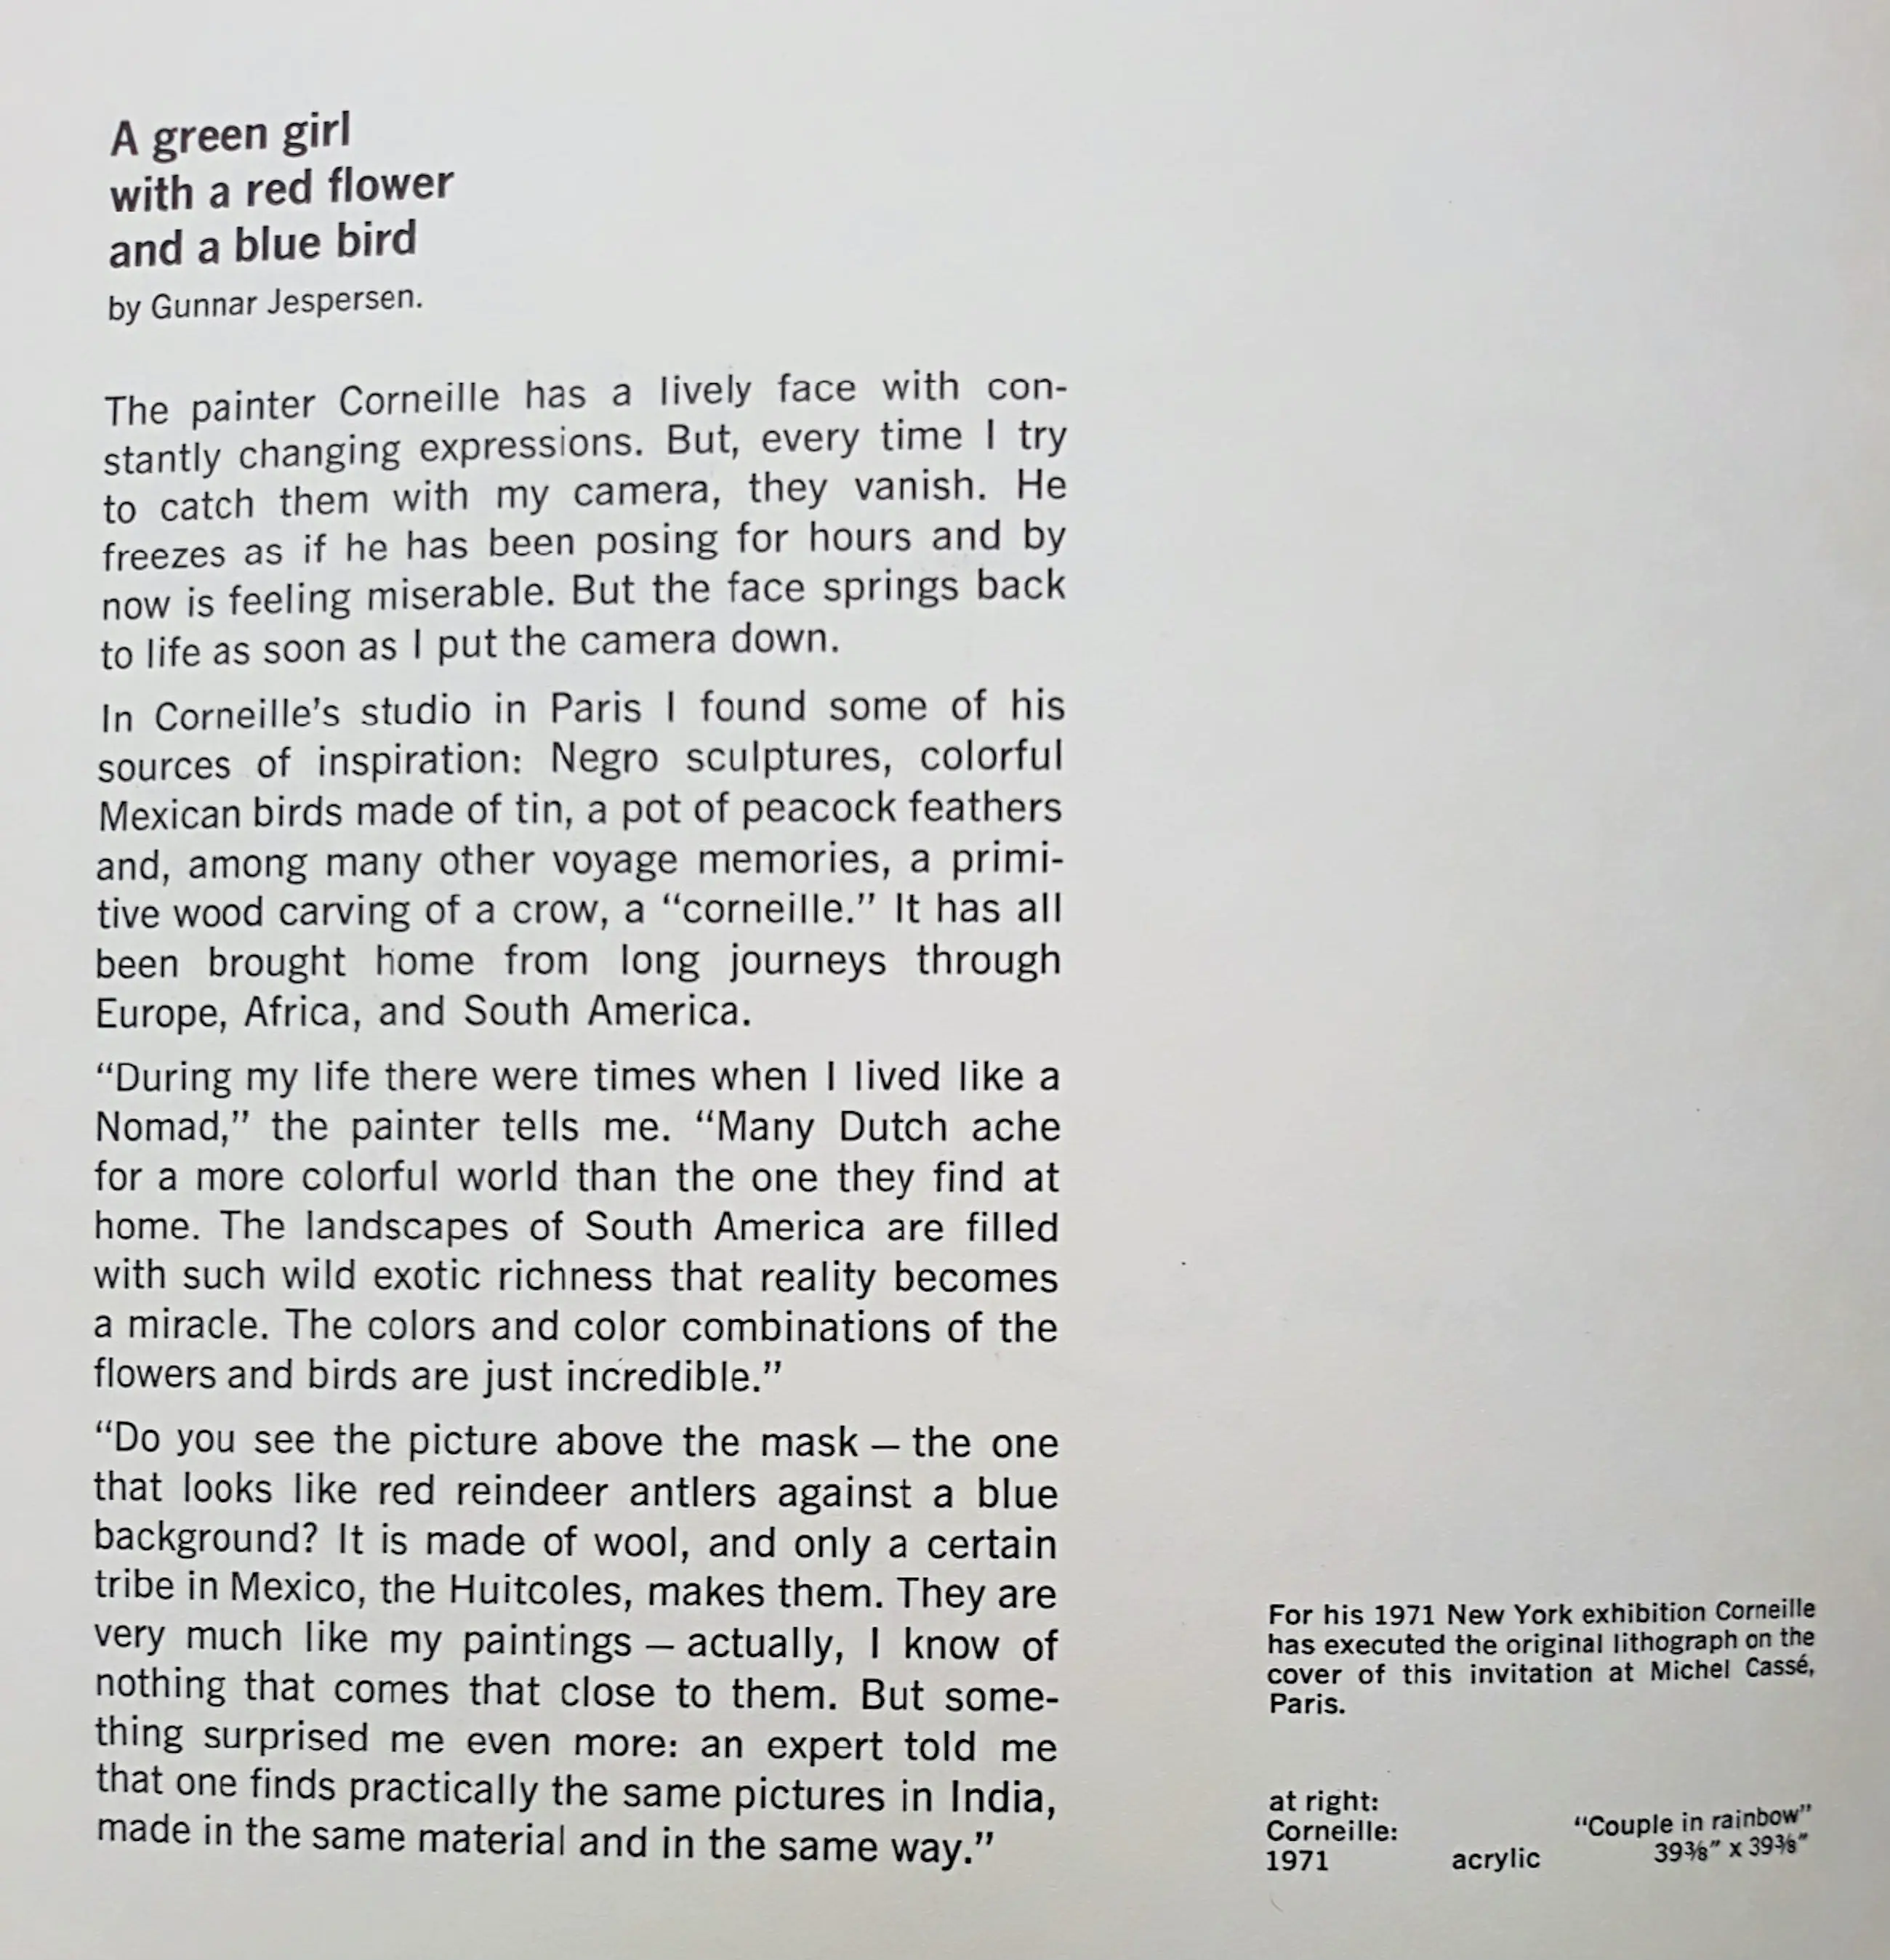 A green girl
with a red flower
and a blue bird
by Gunnar Jespersen.
The painter Corneille has a lively face with con-
stantly changing expressions. But, every time I try
to catch them with my camera, they vanish. He
freezes as if he has been posing for hours and by
now is feeling miserable. But the face springs back
to life as soon as I put the camera down.
In Corneille's studio in Paris I found some of his
sources of inspiration: Negro sculptures, colorful
Mexican birds made of tin, a pot of peacock feathers
and, among many other voyage memories, a primi-
tive wood carving of a crow, a “corneille.” It has all
been brought home from long journeys through
Europe, Africa, and South America.
“During my life there were times when I lived like a
Nomad,” the painter tells me. “Many Dutch ache
for a more colorful world than the one they find at
home. The landscapes of South America are filled
with such wild exotic richness that reality becomes
a miracle. The colors and color combinations of the
flowers and birds are just incredible.”
“Do you see the picture above the mask – the one
that looks like red reindeer antlers against a blue
background? It is made of wool, and only a certain
tribe in Mexico, the Huitcoles, makes them. They are
very much like my paintings – actually, I know of
nothing that comes that close to them. But some-
thing surprised me even more: an expert told me
that one finds practically the same pictures in India,
made in the same material and in the same way.”
For his 1971 New York exhibition Corneille
has executed the original lithograph on the
cover of this invitation at Michel Cassé,
Paris.
at right:
Corneille: “Couple in rainbow”
1971 acrylic 39⅜” x 39⅜”